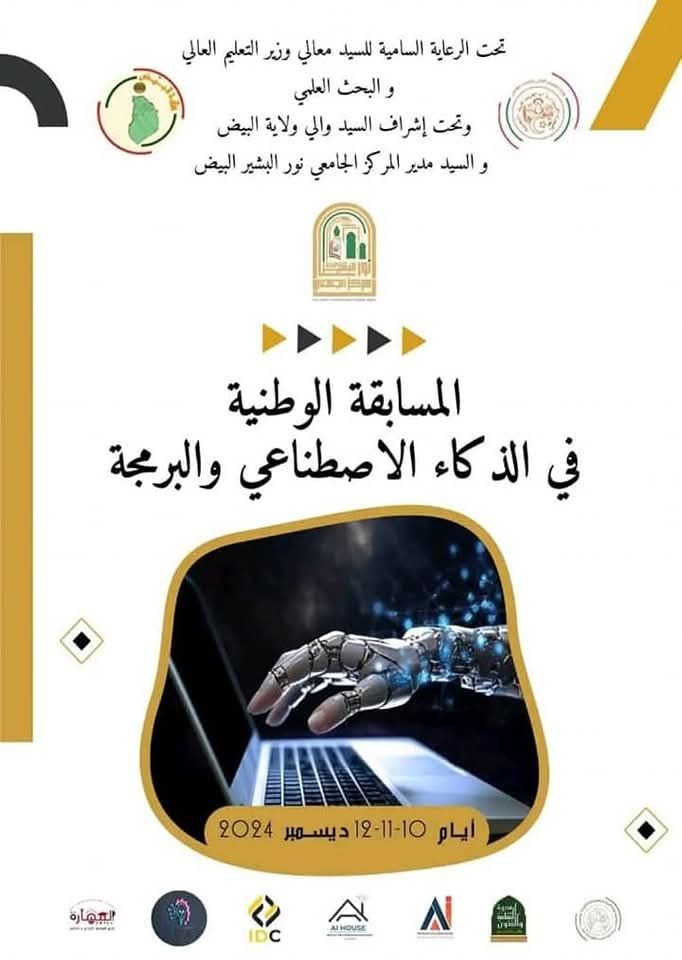 تحت الرعاية السامية للسيد معالي وزير التعليم العالي
و البحث العلمي
وتحت إشراف السيد والي ولاية البيض
و السيد مدير المركز الجامعي نور البشير البيض
المسابقة الوطنية
في الذكاء الاصطناعي والبرمجة
أيام 10-11-12 ديسمبر 2024
IDC
AI HOUSE